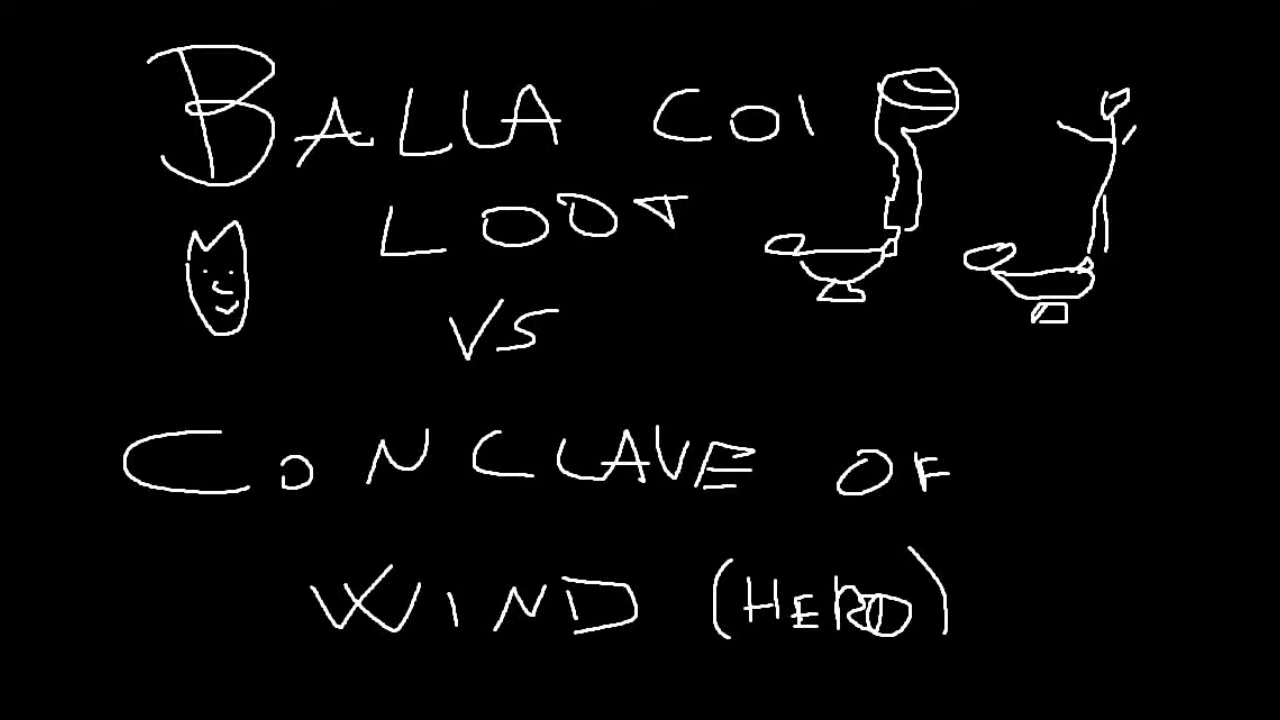 BALLA COI
LOOT
VS
CONCLAVE OF
WIND (HERO)